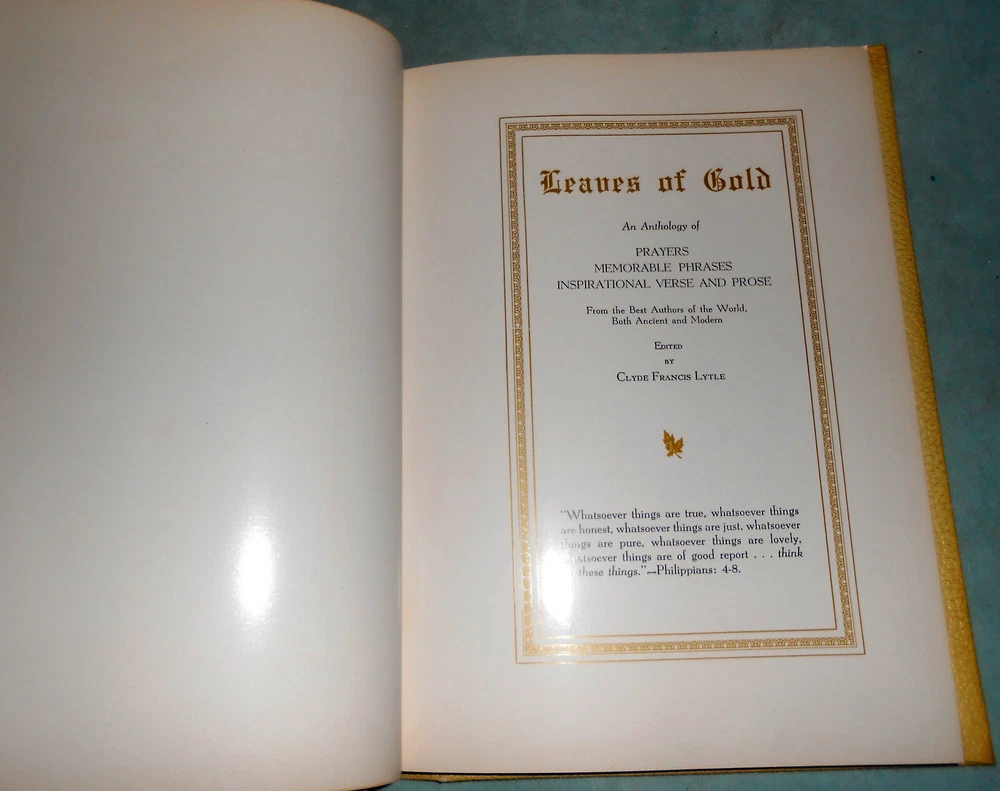 Leaves of Gold
An Anthology of
PRAYERS
MEMORABLE PHRASES
INSPIRATIONAL VERSE AND PROSE
From the Best Authors of the World,
Both Ancient and Modern
EDITED
BY
CLYDE FRANCIS LYTLE
"Whatsoever things are true, whatsoever things
are honest, whatsoever things are just, whatsoever
things are pure, whatsoever things are lovely,
whatsoever things are of good report . . . think
these things."—Philippians: 4-8.